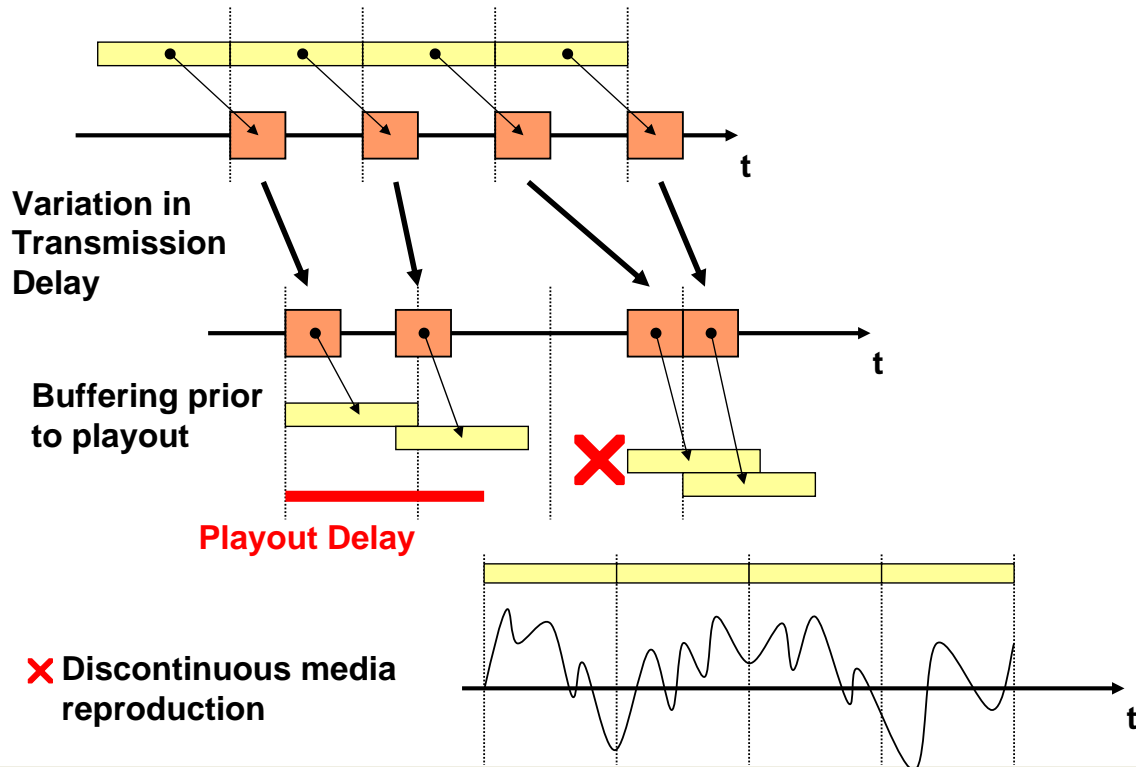 t
Variation in
Transmission
Delay
t
Buffering prior
to playout
Playout Delay
Discontinuous media
reproduction
t